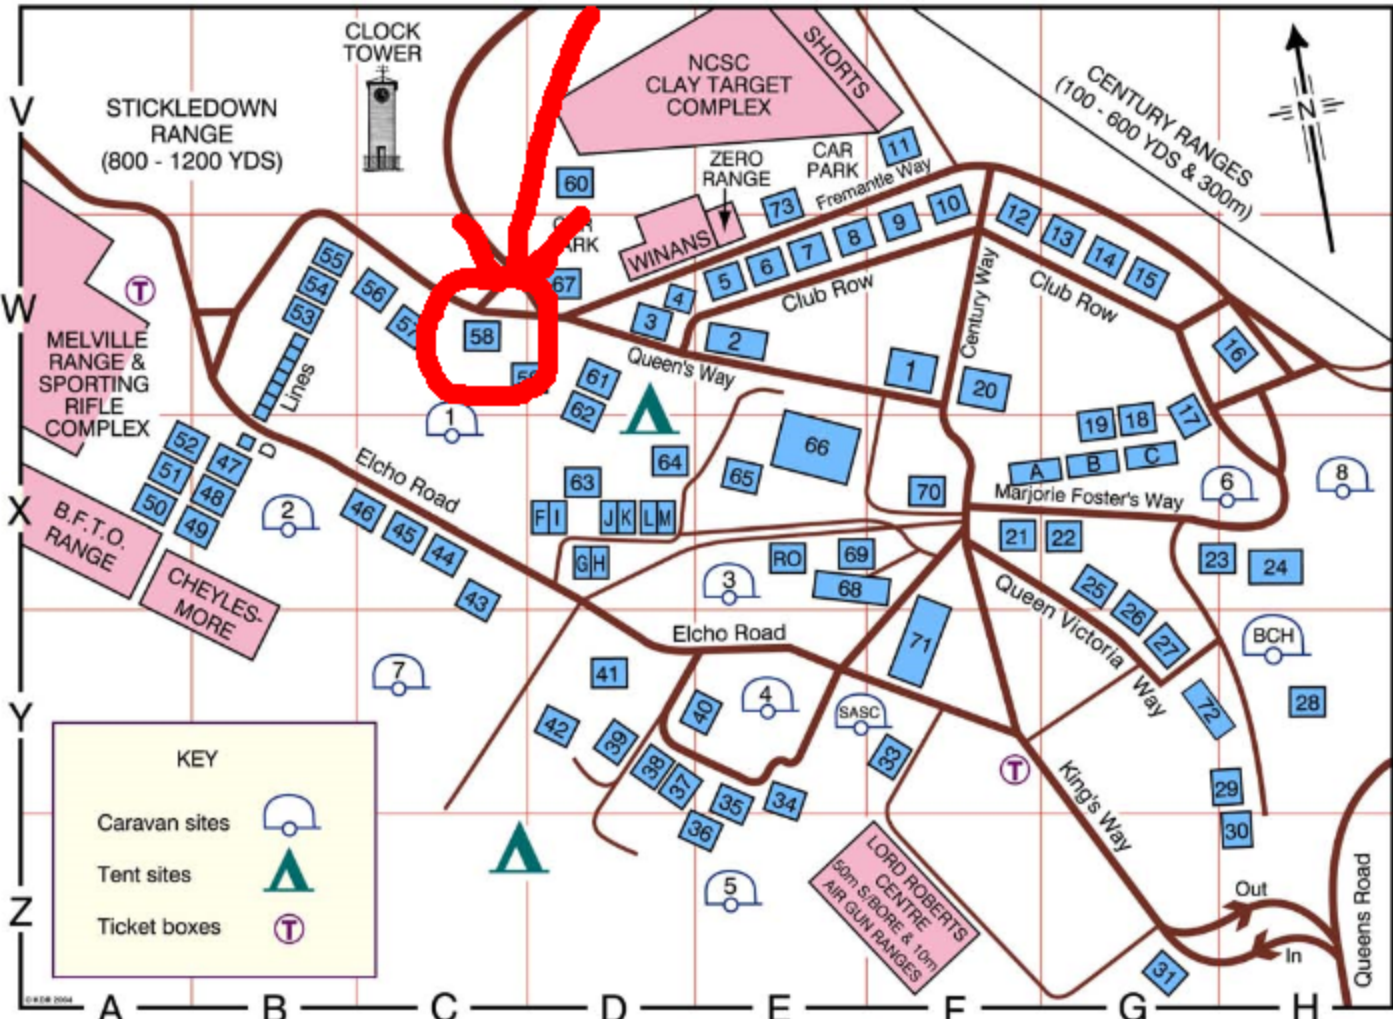 CLOCK
TOWER
STICKLEDOWN
RANGE
(800 - 1200 YDS)
NCSC
CLAY TARGET
COMPLEX
SHORTS
CENTURY RANGES
(100 - 600 YDS & 300m)
N
V
ZERO
RANGE
CAR
PARK
11
Fremantle Way
60
73
WINANS
PARK
67
10
9
8
7
6
5
4
3
2
1
12
13
14
15
16
Club Row
Club Row
Century Way
Queen's Way
20
W
T
MELVILLE
RANGE &
SPORTING
RIFLE
COMPLEX
55
54
53
56
58
61
62
D Lines
1
52
51
50
47
48
49
2
Elcho Road
46
45
44
43
63
64
65
66
70
F I
J K
L M
G H
RO
69
68
3
19
18
17
A
B
C
6
8
Marjorie Foster's Way
21
22
23
24
X
B.F.T.O.
RANGE
CHEYLES-
MORE
25
26
27
Queen Victoria Way
BCH
28
72
29
30
Elcho Road
71
7
41
42
40
39
38
37
36
35
34
4
SASC
33
T
King's Way
Y
KEY
Caravan sites
Tent sites
Ticket boxes
T
5
LORD ROBERTS
CENTRE
50m S/BORE & 10m
AIR GUN RANGES
Out
In
31
Queens Road
Z
© KDR 2004
A B C D E F G H